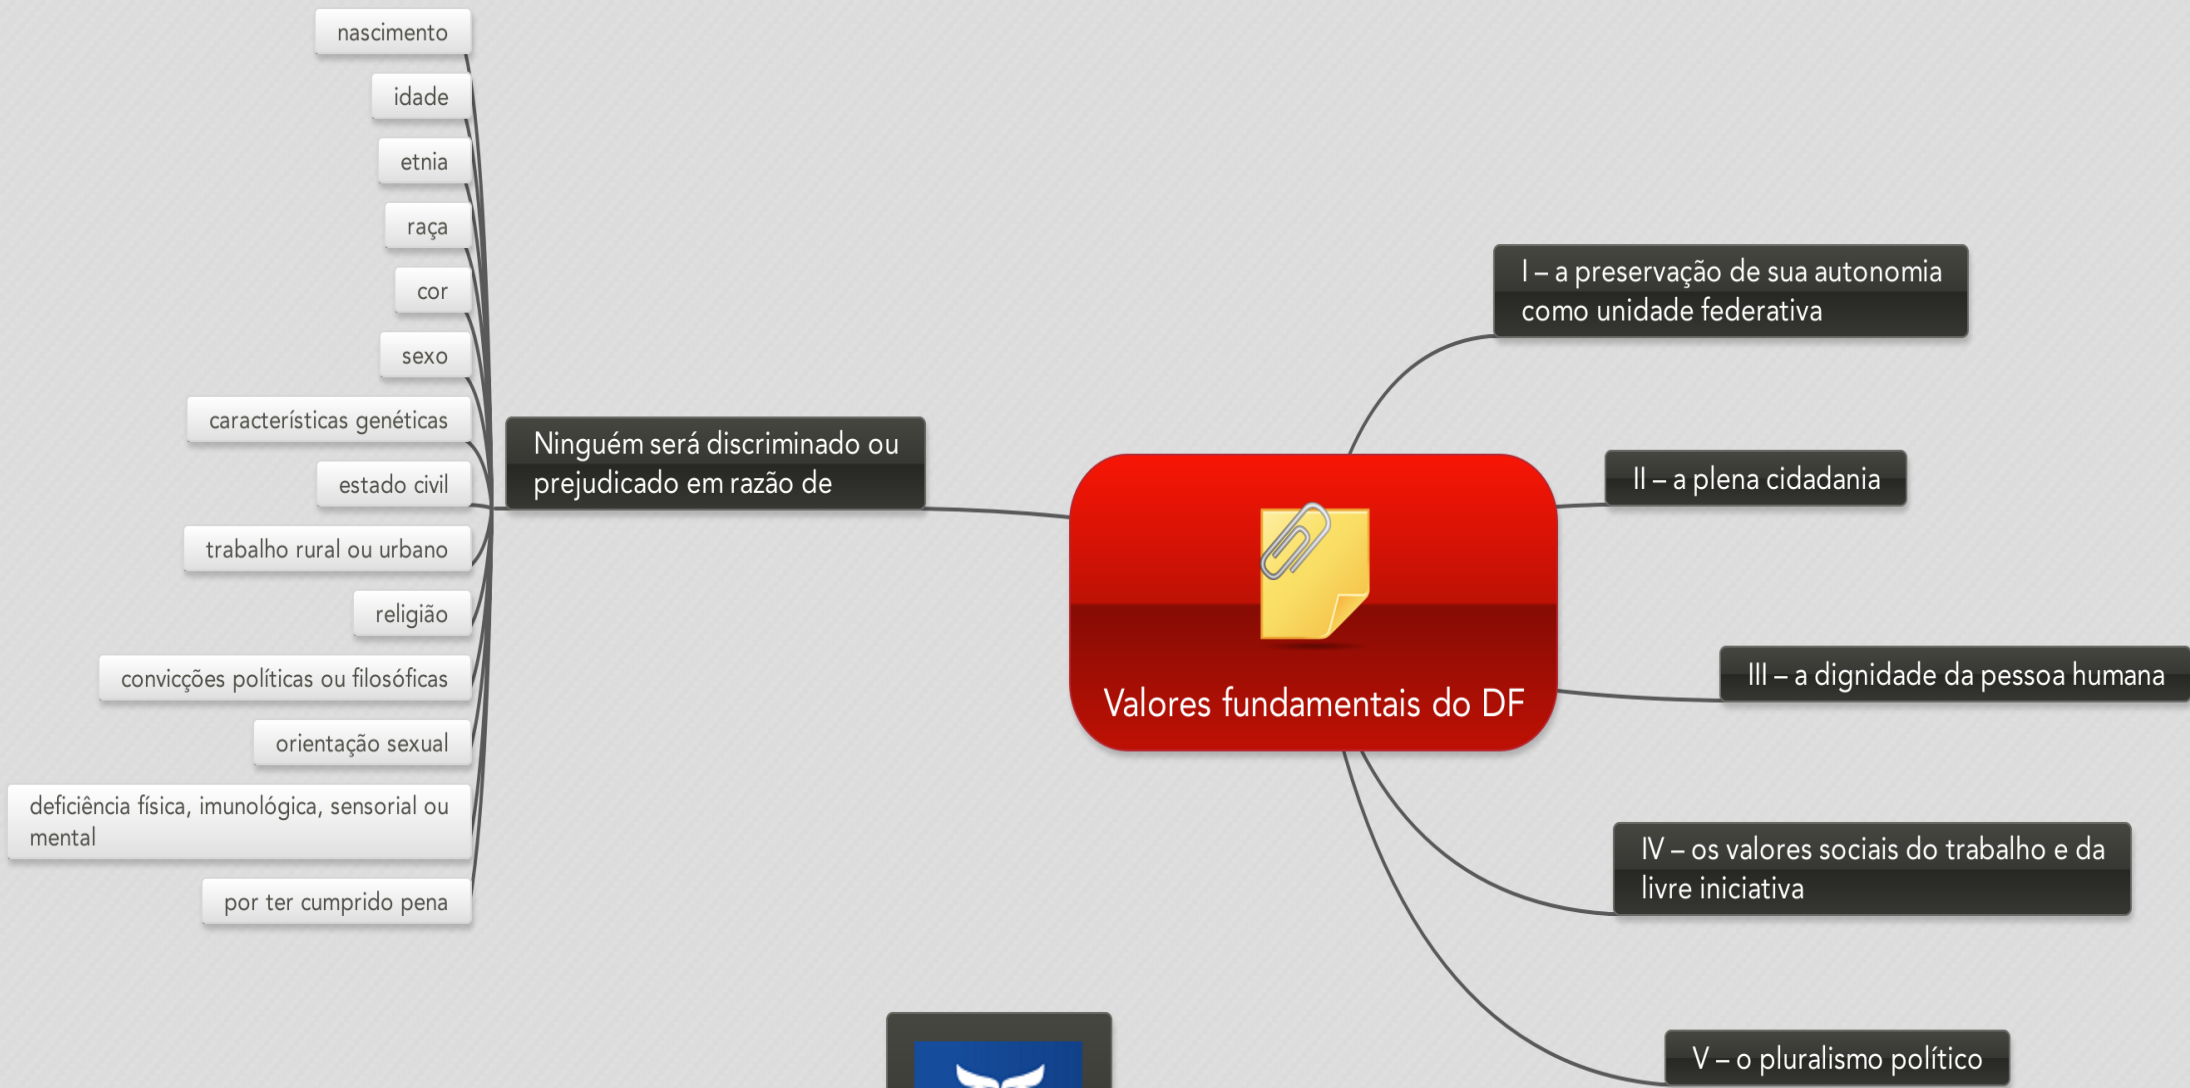 nascimento
idade
etnia
raça
cor
sexo
características genéticas
estado civil
trabalho rural ou urbano
religião
convicções políticas ou filosóficas
orientação sexual
deficiência física, imunológica, sensorial ou
mental
por ter cumprido pena
Ninguém será discriminado ou
prejudicado em razão de
Valores fundamentais do DF
I – a preservação de sua autonomia
como unidade federativa
II – a plena cidadania
III – a dignidade da pessoa humana
IV – os valores sociais do trabalho e da
livre iniciativa
V – o pluralismo político